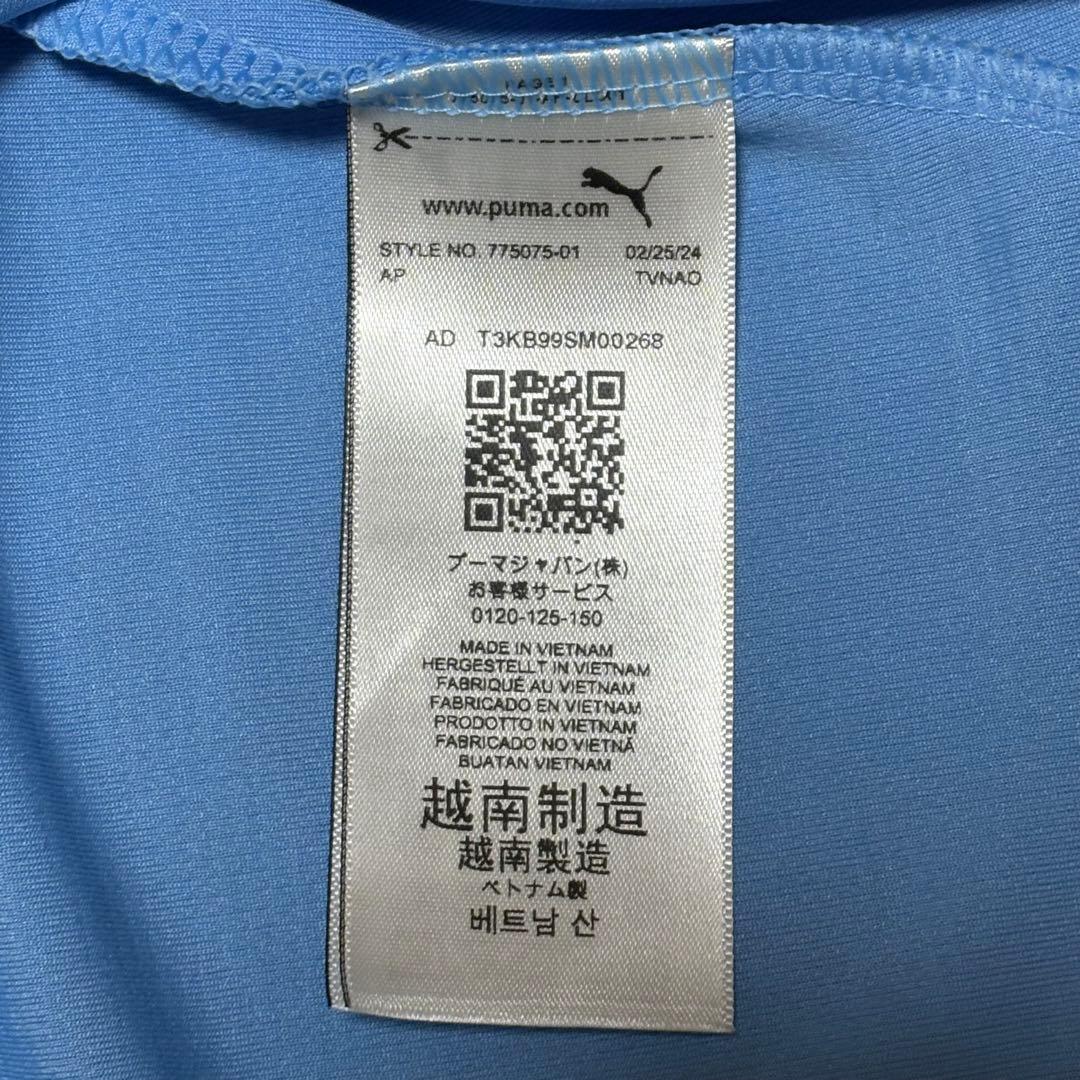 www.puma.com
STYLE NO. 775075-01 02/25/24
AP TVNAO
AD T3KB99SM00268
プーマジャパン(株)
お客様サービス
0120-125-150
MADE IN VIETNAM
HERGESTELLT IN VIETNAM
FABRIQUÉ AU VIETNAM
FABRICADO EN VIETNAM
PRODOTTO IN VIETNAM
FABRICADO NO VIETNÃ
BUATAN VIETNAM
越南制造
越南製造
ベトナム製
베트남 산